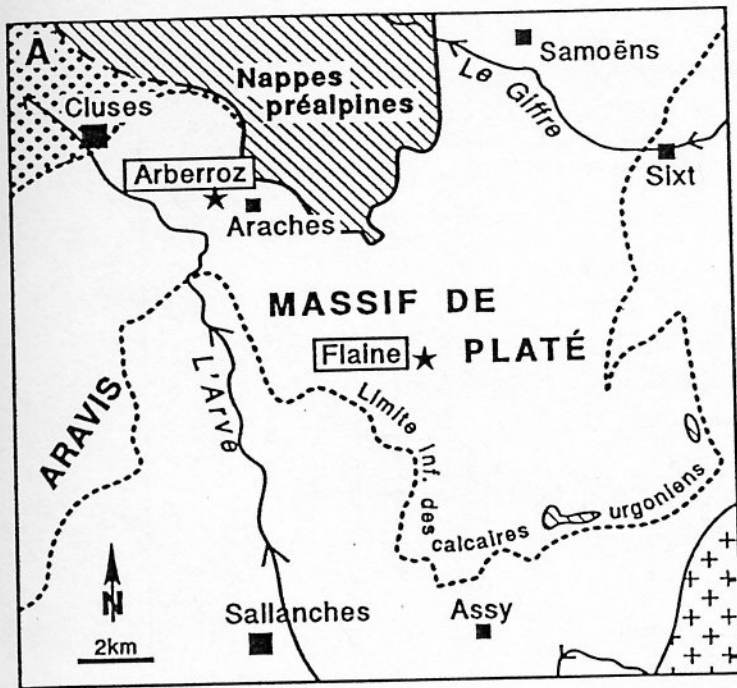 A
Samoëns
Nappes
préalpines
Le Giffre
Cluses
Sixt
Arberroz
Araches
MASSIF DE
PLATÉ
Flaine
L'Arve
ARAVIS
Limite Inf. des calcaires urgoniens
N
2km
Sallanches
Assy